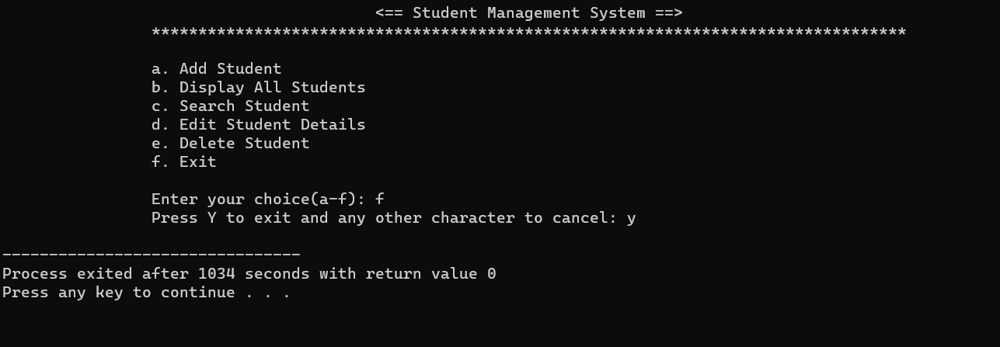 <== Student Management System ==>
*********************************************************************************
a. Add Student
b. Display All Students
c. Search Student
d. Edit Student Details
e. Delete Student
f. Exit
Enter your choice(a-f): f
Press Y to exit and any other character to cancel: y
--------------------------------
Process exited after 1034 seconds with return value 0
Press any key to continue . . .